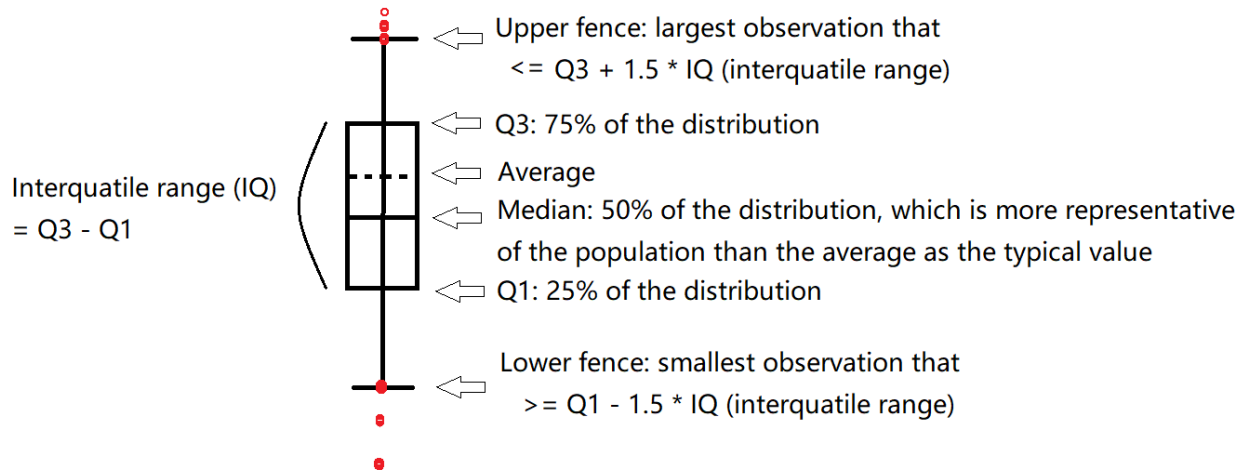 Upper fence: largest observation that
<= Q3 + 1.5 * IQ (interquatile range)
Q3: 75% of the distribution
Average
Interquatile range (IQ)
= Q3 - Q1
Median: 50% of the distribution, which is more representative
of the population than the average as the typical value
Q1: 25% of the distribution
Lower fence: smallest observation that
>= Q1 - 1.5 * IQ (interquatile range)